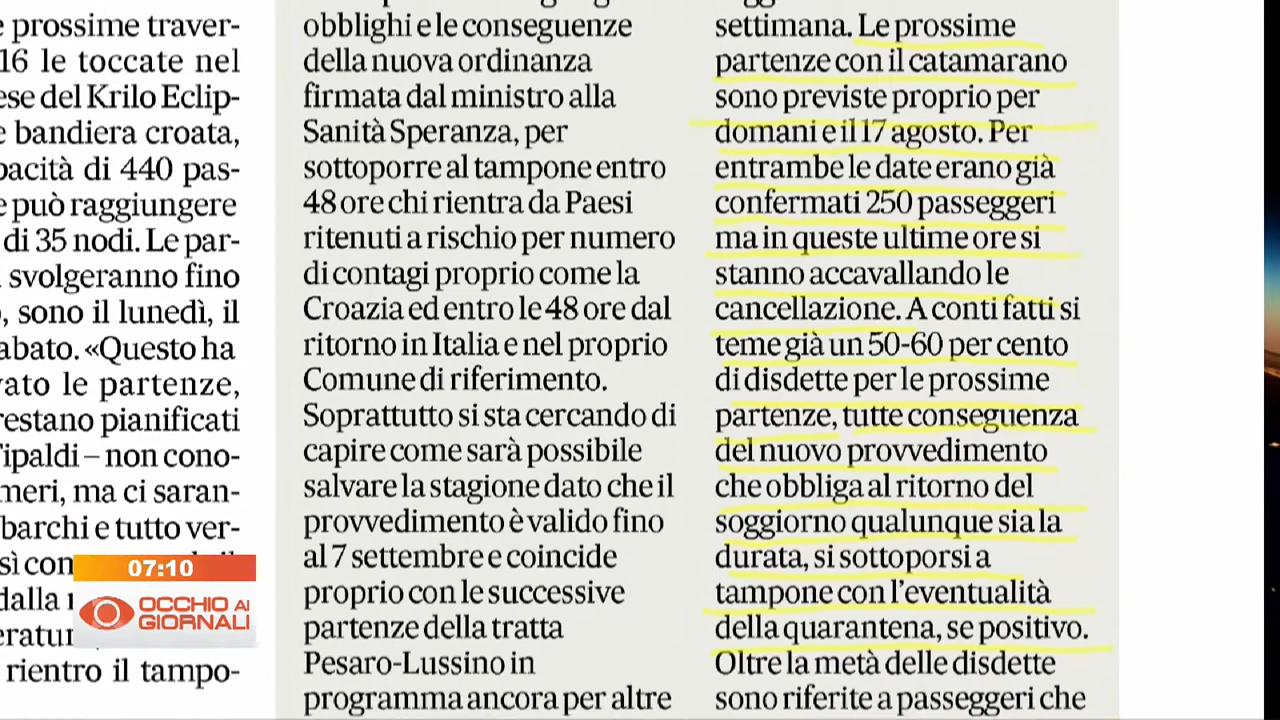 e prossime traver-
16 le toccate nel
ese del Krilo Eclip-
e bandiera croata,
pacità di 440 pas-
e può raggiungere
di 35 nodi. Le par-
svolgeranno fino
, sono il lunedì, il
abato. «Questo ha
vato le partenze,
restano pianificati
Tipaldi – non cono-
meri, ma ci saran-
barchi e tutto ver-
sì con
dalla
eratur
rientro il tampo-
obblighi e le conseguenze
della nuova ordinanza
firmata dal ministro alla
Sanità Speranza, per
sottoporre al tampone entro
48 ore chi rientra da Paesi
ritenuti a rischio per numero
di contagi proprio come la
Croazia ed entro le 48 ore dal
ritorno in Italia e nel proprio
Comune di riferimento.
Soprattutto si sta cercando di
capire come sarà possibile
salvare la stagione dato che il
provvedimento è valido fino
al 7 settembre e coincide
proprio con le successive
partenze della tratta
Pesaro-Lussino in
programma ancora per altre
settimana. Le prossime
partenze con il catamarano
sono previste proprio per
domani e il 17 agosto. Per
entrambe le date erano già
confermati 250 passeggeri
ma in queste ultime ore si
stanno accavallando le
cancellazione. A conti fatti si
teme già un 50-60 per cento
di disdette per le prossime
partenze, tutte conseguenza
del nuovo provvedimento
che obbliga al ritorno del
soggiorno qualunque sia la
durata, si sottoporsi a
tampone con l'eventualità
della quarantena, se positivo.
Oltre la metà delle disdette
sono riferite a passeggeri che
07:10
OCCHIO AI
GIORNALI